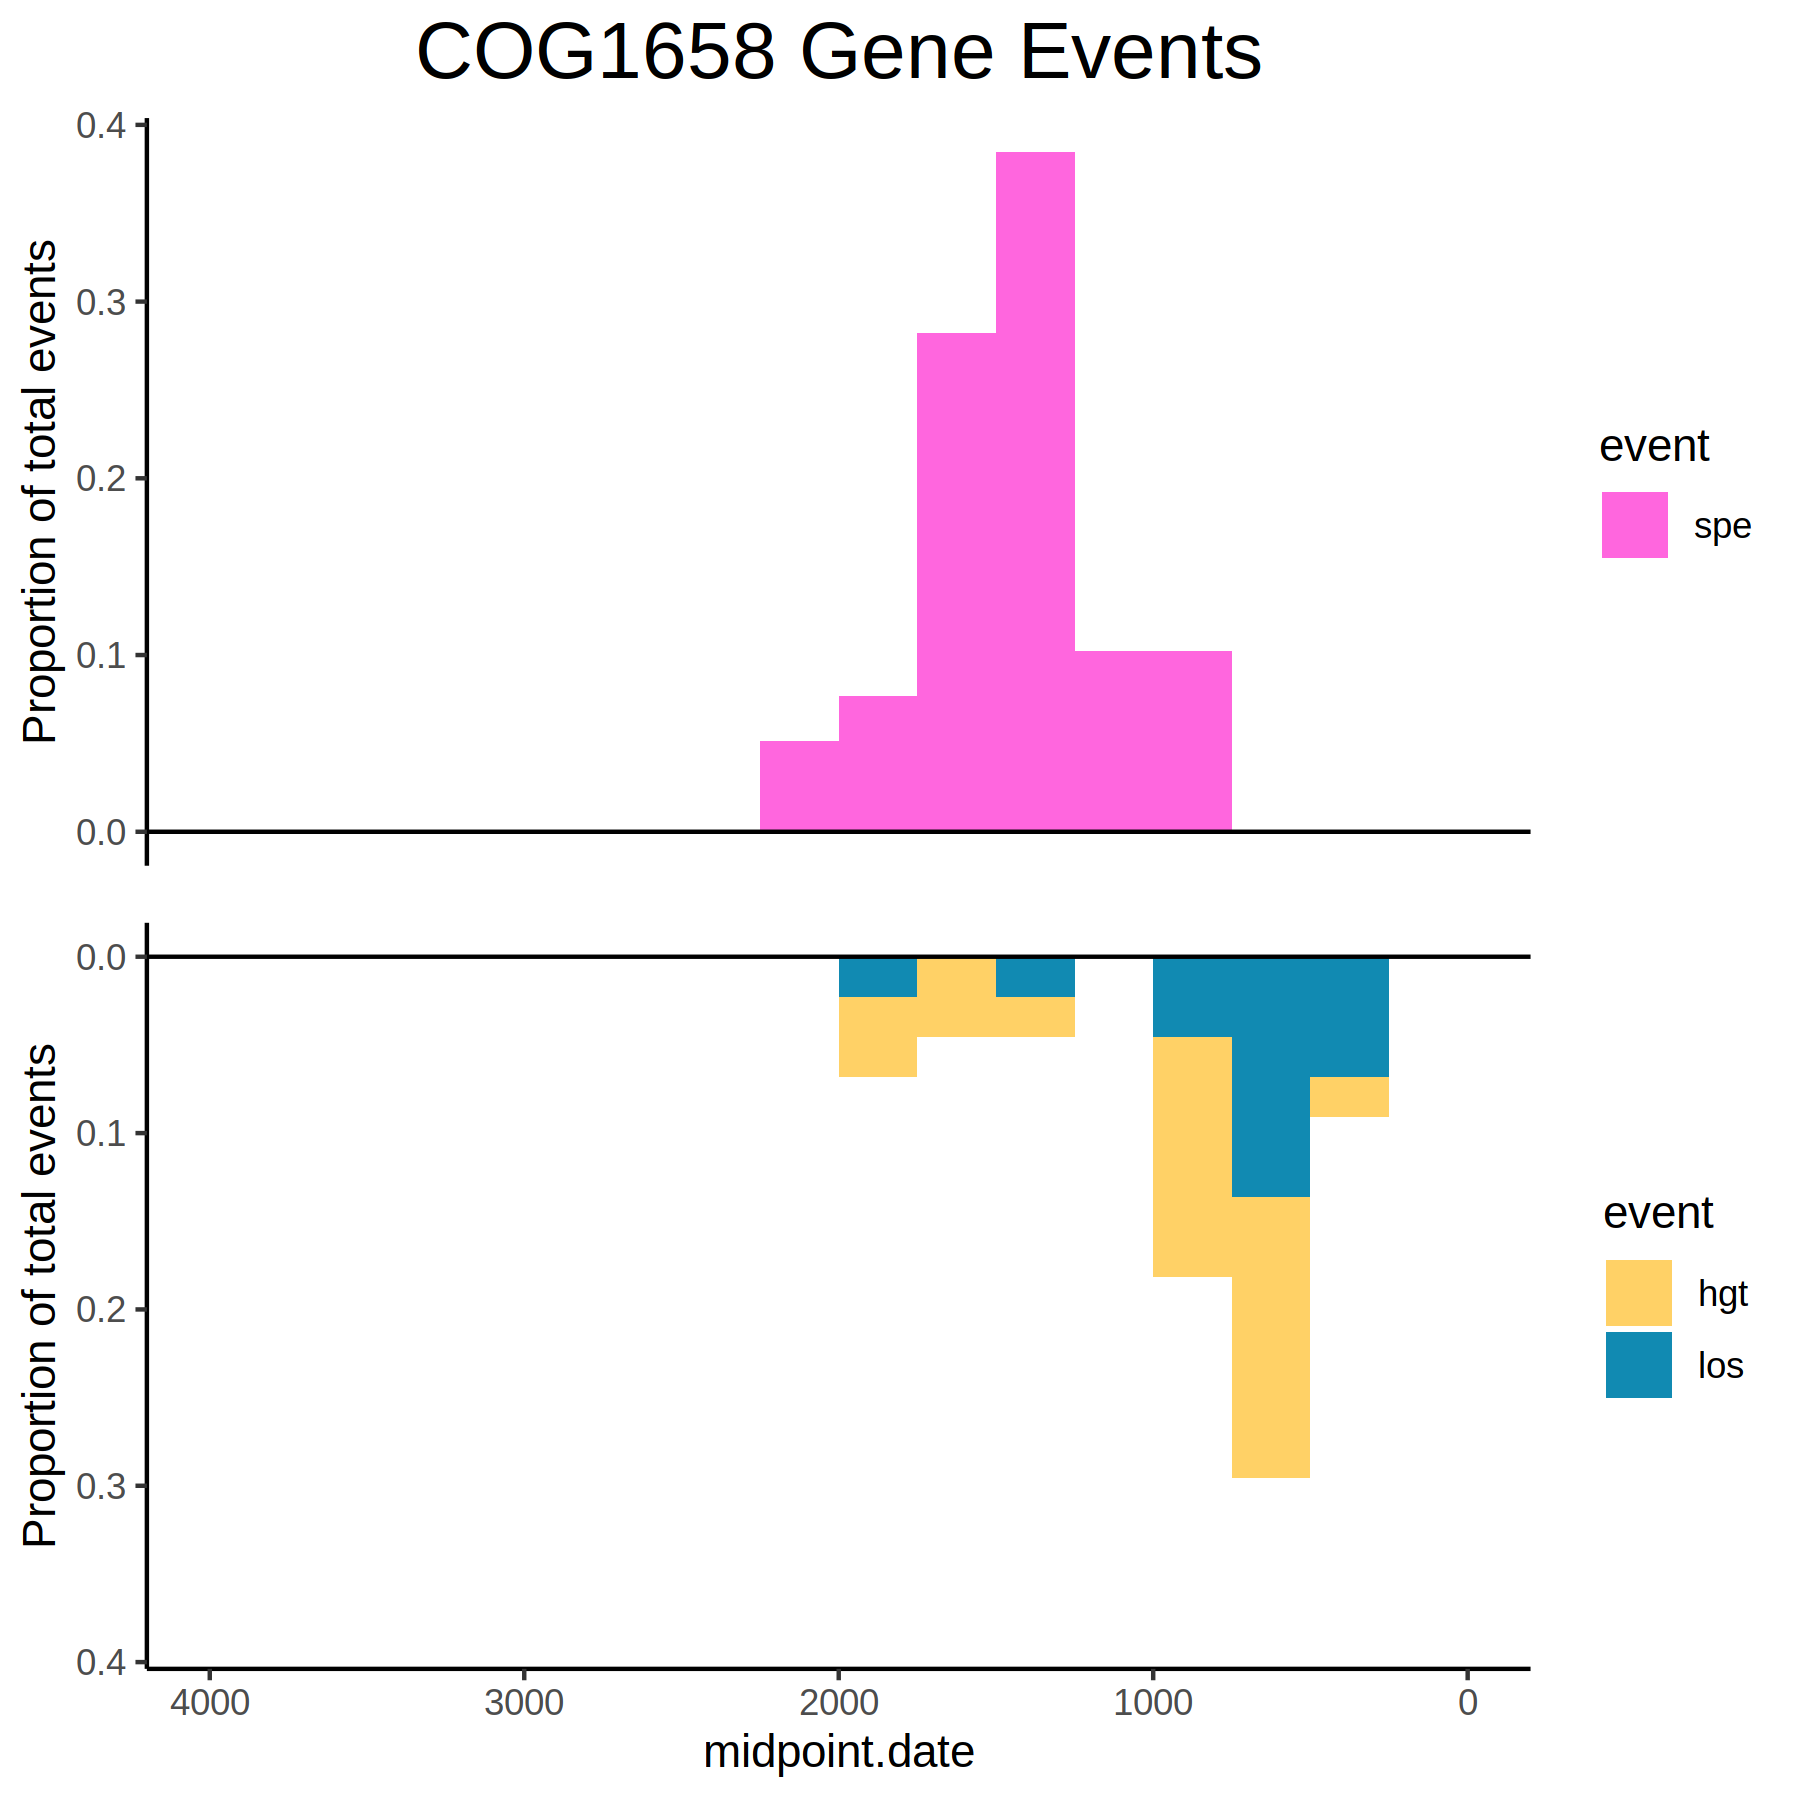 COG1658 Gene Events
Proportion of total events
0.4
0.3
0.2
0.1
0.0
event
spe
Proportion of total events
0.0
0.1
0.2
0.3
0.4
event
hgt
los
4000 3000 2000 1000 0
midpoint.date